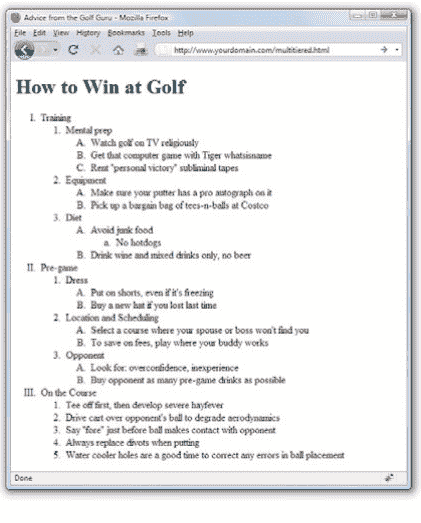 Advice from the Golf Guru - Mozilla Firefox
File Edit View History Bookmarks Tools Help
http://www.yourdomain.com/multitiered.html
How to Win at Golf
I. Training
1. Mental prep
A. Watch golf on TV religiously
B. Get that computer game with Tiger whatsisname
C. Rent "personal victory" subliminal tapes
2. Equipment
A. Make sure your putter has a pro autograph on it
B. Pick up a bargain bag of tees-n-balls at Costco
3. Diet
A. Avoid junk food
a. No hotdogs
B. Drink wine and mixed drinks only, no beer
II. Pre-game
1. Dress
A. Put on shorts, even if it's freezing
B. Buy a new hat if you lost last time
2. Location and Scheduling
A. Select a course where your spouse or boss won't find you
B. To save on fees, play where your buddy works
3. Opponent
A. Look for: overconfidence, inexperience
B. Buy opponent as many pre-game drinks as possible
III. On the Course
1. Tee off first, then develop severe hayfever
2. Drive cart over opponent's ball to degrade aerodynamics
3. Say "fore" just before ball makes contact with opponent
4. Always replace divots when putting
5. Water cooler holes are a good time to correct any errors in ball placement
Done